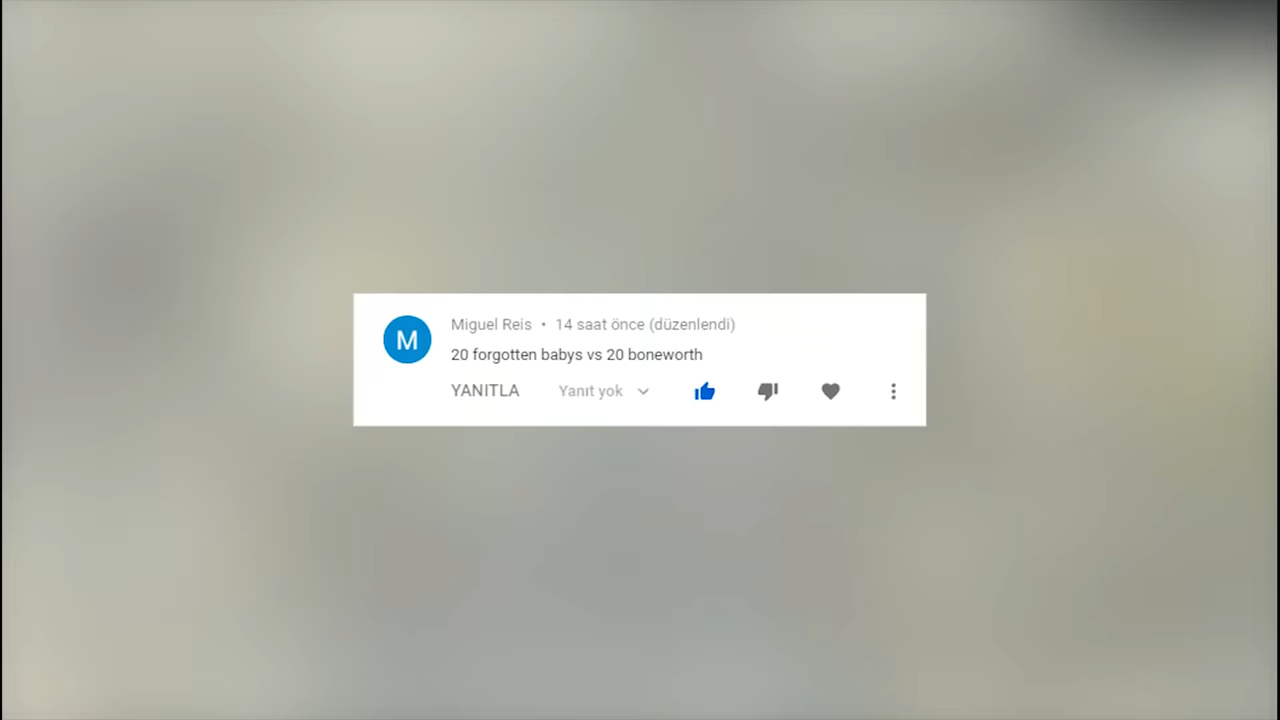 M
Miguel Reis • 14 saat önce (düzenlendi)
20 forgotten babys vs 20 boneworth
YANITLA Yanıt yok